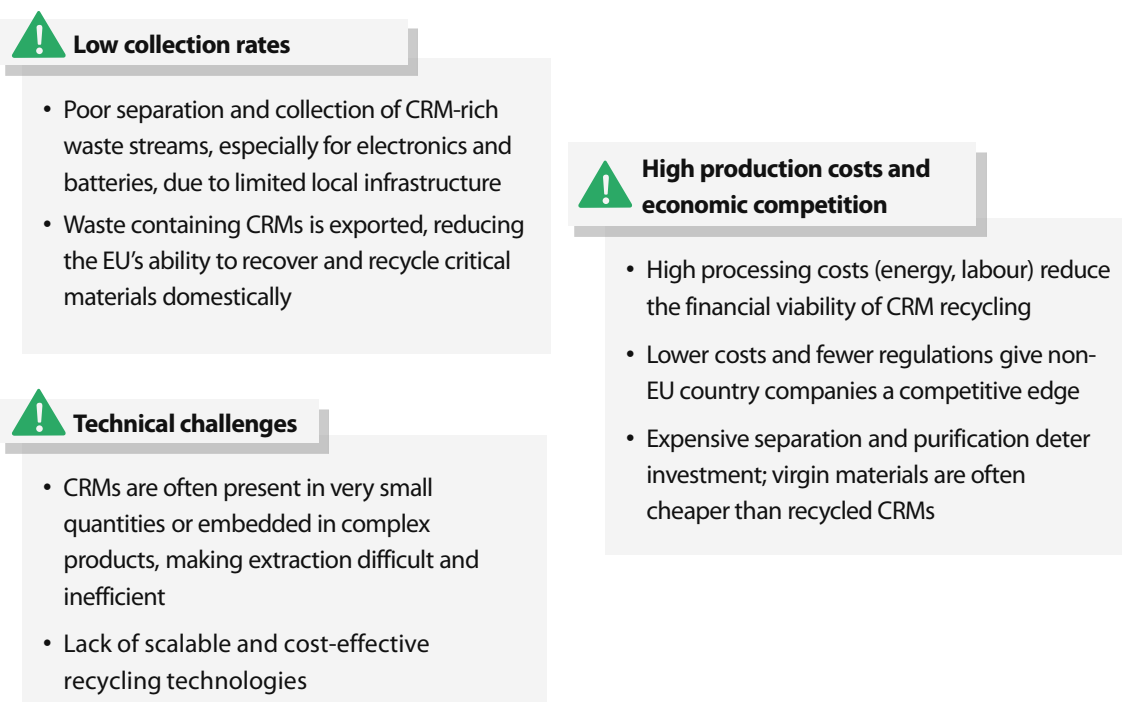 Low collection rates
• Poor separation and collection of CRM-rich
waste streams, especially for electronics and
batteries, due to limited local infrastructure
• Waste containing CRMs is exported, reducing
the EU’s ability to recover and recycle critical
materials domestically
Technical challenges
• CRMs are often present in very small
quantities or embedded in complex
products, making extraction difficult and
inefficient
• Lack of scalable and cost-effective
recycling technologies
High production costs and
economic competition
• High processing costs (energy, labour) reduce
the financial viability of CRM recycling
• Lower costs and fewer regulations give non-
EU country companies a competitive edge
• Expensive separation and purification deter
investment; virgin materials are often
cheaper than recycled CRMs